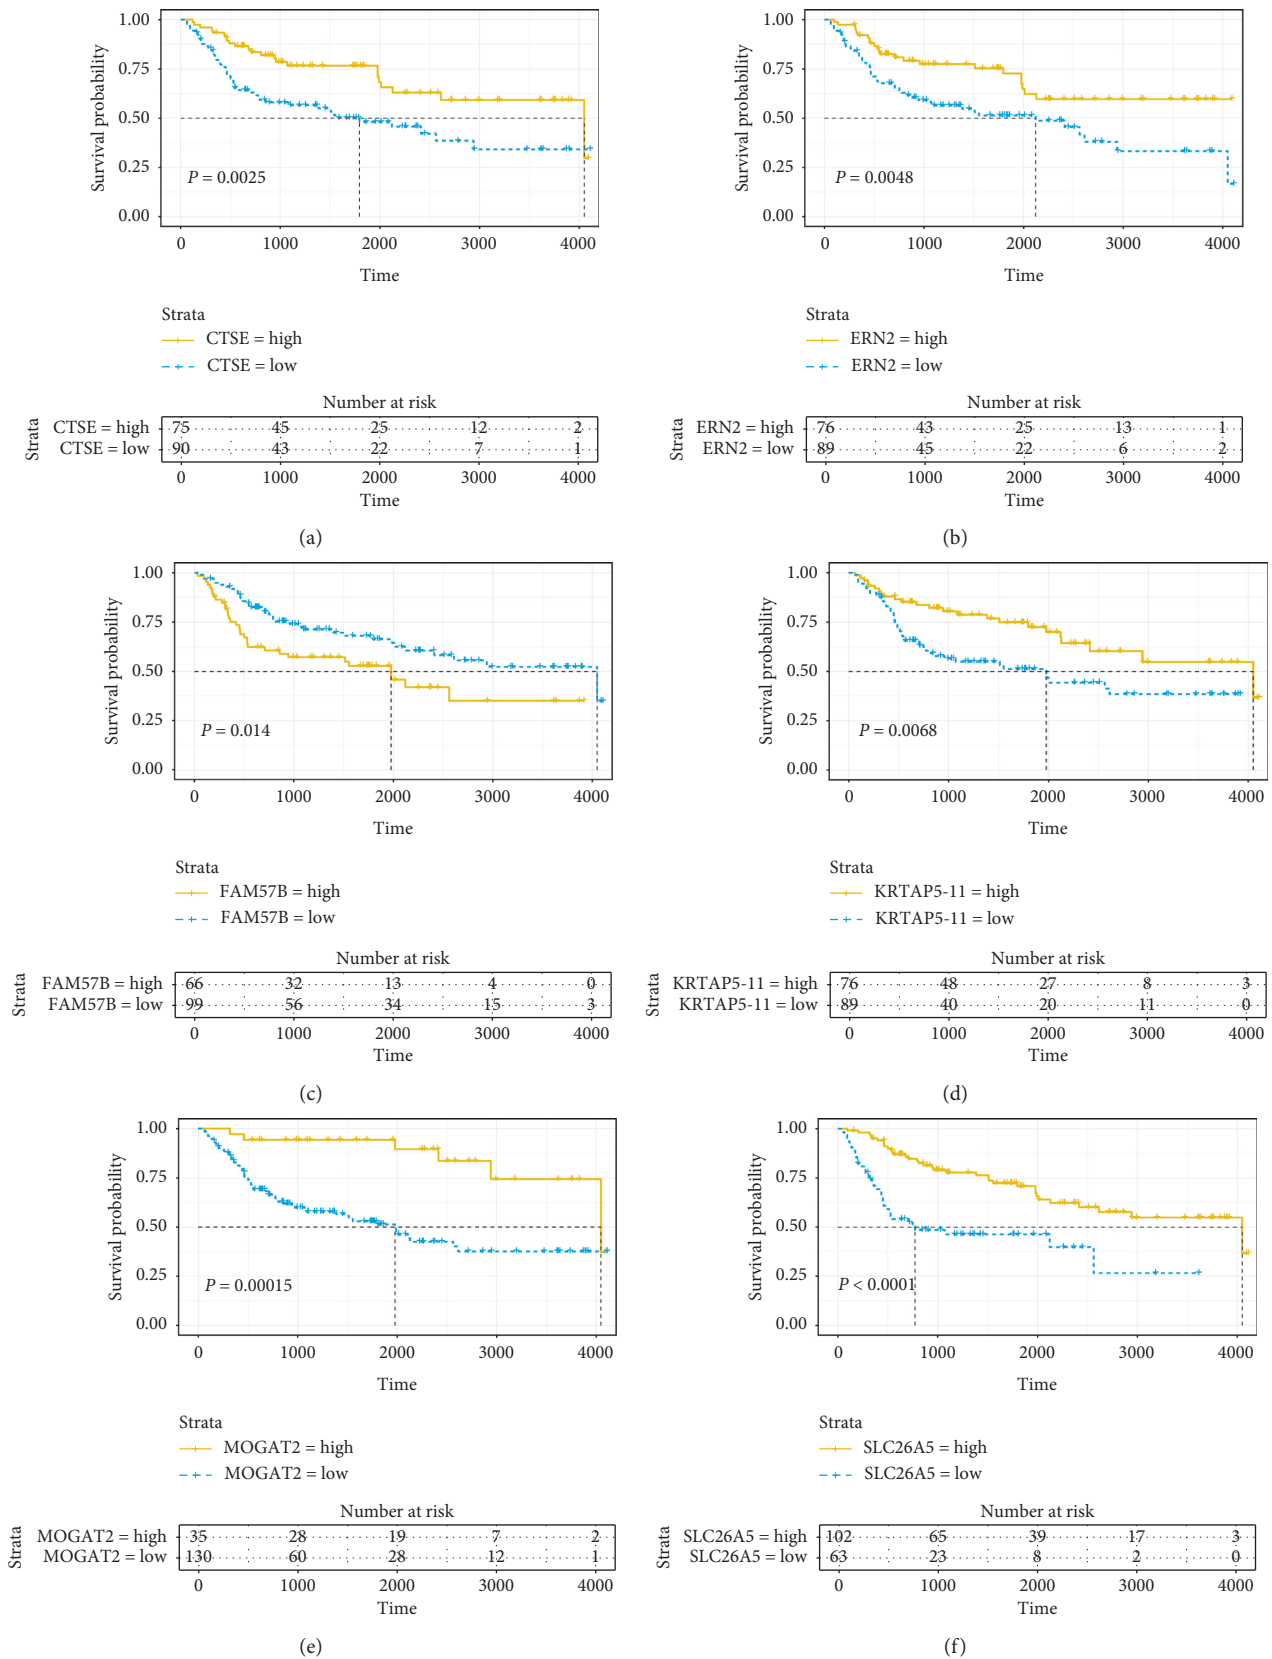 1.00
0.75
0.50
0.25
0.00
Survival probability
P = 0.0025
0 1000 2000 3000 4000
Time
Strata
CTSE = high
CTSE = low
Number at risk
Strata
CTSE = high 75 45 25 12 2
CTSE = low 90 43 22 7 1
0 1000 2000 3000 4000
Time
(a)
1.00
0.75
0.50
0.25
0.00
Survival probability
P = 0.0048
0 1000 2000 3000 4000
Time
Strata
ERN2 = high
ERN2 = low
Number at risk
Strata
ERN2 = high 76 43 25 13 1
ERN2 = low 89 45 22 6 2
0 1000 2000 3000 4000
Time
(b)
1.00
0.75
0.50
0.25
0.00
Survival probability
P = 0.014
0 1000 2000 3000 4000
Time
Strata
FAM57B = high
FAM57B = low
Number at risk
Strata
FAM57B = high 66 32 13 4 0
FAM57B = low 99 56 34 15 3
0 1000 2000 3000 4000
Time
(c)
1.00
0.75
0.50
0.25
0.00
Survival probability
P = 0.0068
0 1000 2000 3000 4000
Time
Strata
KRTAP5-11 = high
KRTAP5-11 = low
Number at risk
Strata
KRTAP5-11 = high 76 48 27 8 3
KRTAP5-11 = low 89 40 20 11 0
0 1000 2000 3000 4000
Time
(d)
1.00
0.75
0.50
0.25
0.00
Survival probability
P = 0.00015
0 1000 2000 3000 4000
Time
Strata
MOGAT2 = high
MOGAT2 = low
Number at risk
Strata
MOGAT2 = high 35 28 19 7 2
MOGAT2 = low 130 60 28 12 1
0 1000 2000 3000 4000
Time
(e)
1.00
0.75
0.50
0.25
0.00
Survival probability
P < 0.0001
0 1000 2000 3000 4000
Time
Strata
SLC26A5 = high
SLC26A5 = low
Number at risk
Strata
SLC26A5 = high 102 65 39 17 3
SLC26A5 = low 63 23 8 2 0
0 1000 2000 3000 4000
Time
(f)